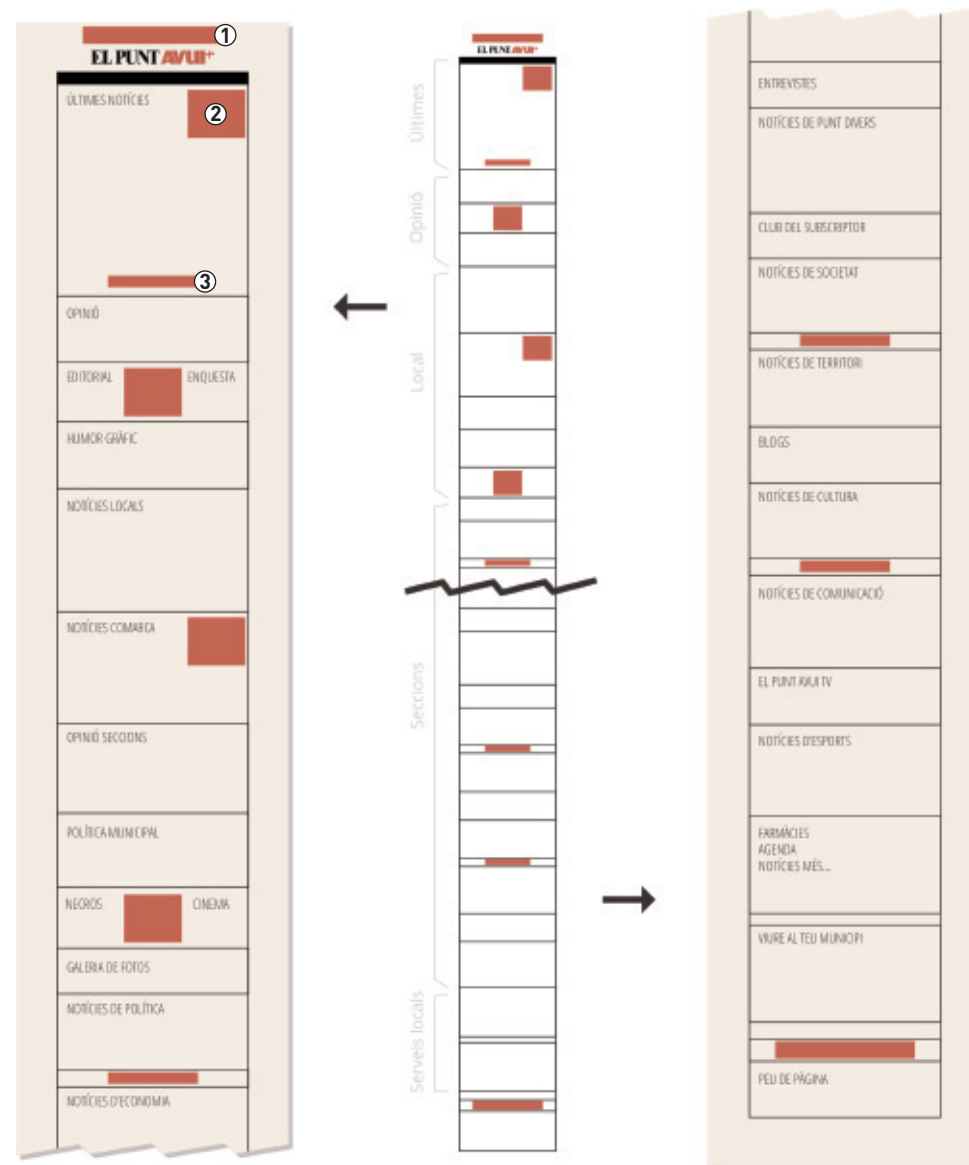 ①
EL PUNT AVUI+
ÚLTIMES NOTÍCIES
②
③
OPINIÓ
EDITORIAL
ENQUESTA
HUMOR GRÀFIC
NOTÍCIES LOCALS
NOTÍCIES COMARCA
OPINIÓ SECCIONS
POLÍTICA MUNICIPAL
NECROS
CINEMA
GALERIA DE FOTOS
NOTÍCIES DE POLÍTICA
NOTÍCIES D'ECONOMIA
EL PUNT AVUI+
Últimes
Opinió
Local
Seccions
Serveis locals
ENTREVISTES
NOTÍCIES DE PUNT DIVERS
CLUB DEL SUBSCRIPTOR
NOTÍCIES DE SOCIETAT
NOTÍCIES DE TERRITORI
BLOGS
NOTÍCIES DE CULTURA
NOTÍCIES DE COMUNICACIÓ
EL PUNT AVUI TV
NOTÍCIES D'ESPORTS
FARMÀCIES
AGENDA
NOTÍCIES MÉS...
VIURE AL TEU MUNICIPI
PEU DE PÀGINA